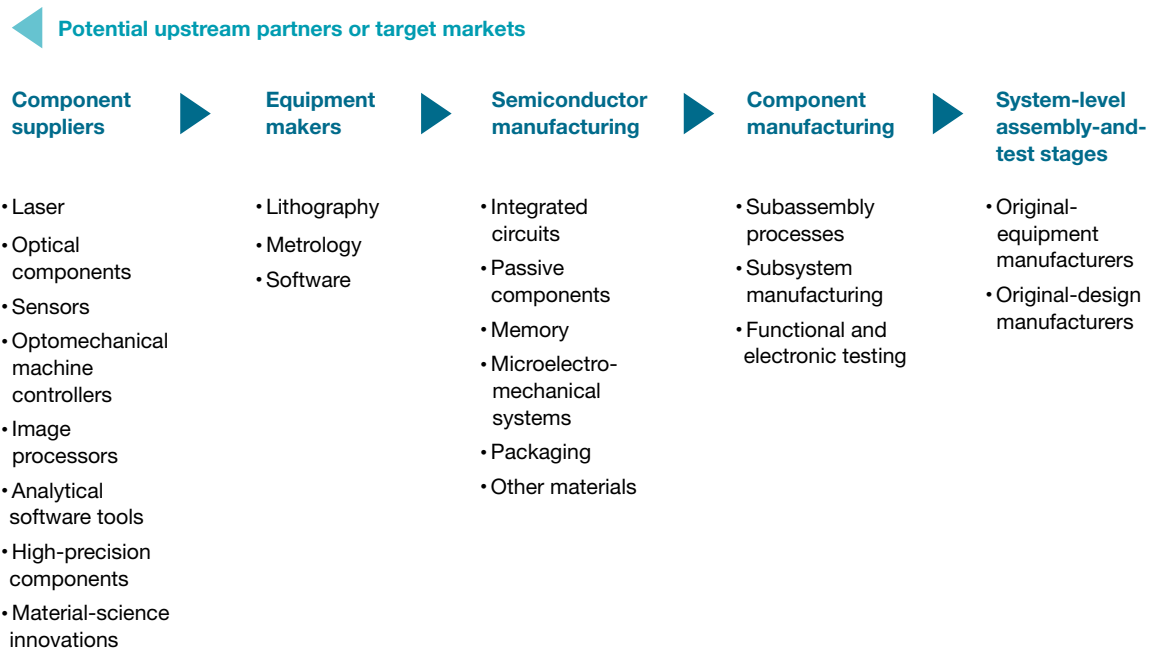 Potential upstream partners or target markets
Component
suppliers
Equipment
makers
Semiconductor
manufacturing
Component
manufacturing
System-level
assembly-and-
test stages
• Laser
• Optical
components
• Sensors
• Optomechanical
machine
controllers
• Image
processors
• Analytical
software tools
• High-precision
components
• Material-science
innovations
• Lithography
• Metrology
• Software
• Integrated
circuits
• Passive
components
• Memory
• Microelectro-
mechanical
systems
• Packaging
• Other materials
• Subassembly
processes
• Subsystem
manufacturing
• Functional and
electronic testing
• Original-
equipment
manufacturers
• Original-design
manufacturers